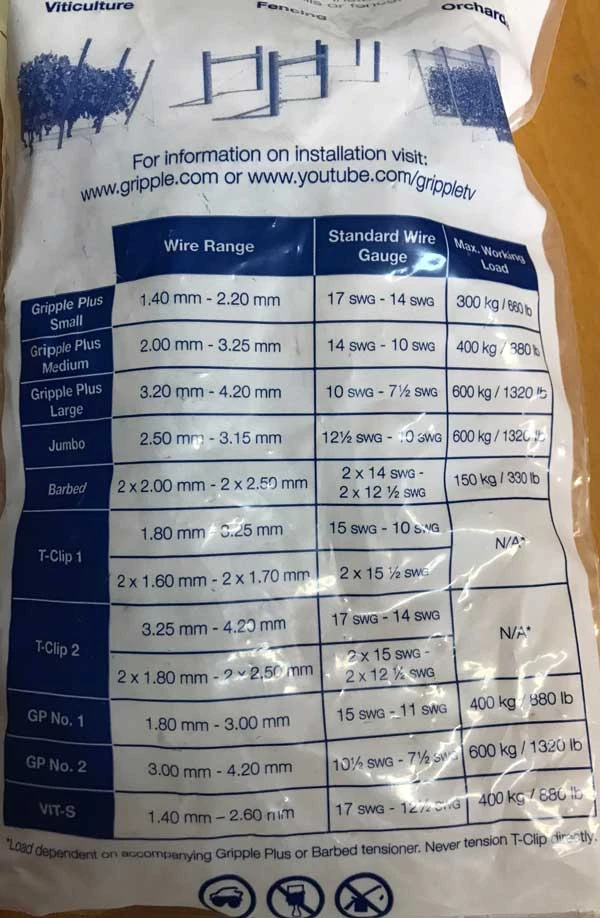 Viticulture
Fencing
Orchard
For information on installation visit:
www.gripple.com or www.youtube.com/grippletv
Wire Range
Standard Wire Gauge
Max. Working Load
Gripple Plus Small
1.40 mm - 2.20 mm
17 SWG - 14 SWG
300 kg / 660 lb
Gripple Plus Medium
2.00 mm - 3.25 mm
14 SWG - 10 SWG
400 kg / 880 lb
Gripple Plus Large
3.20 mm - 4.20 mm
10 SWG - 7½ SWG
600 kg / 1320 lb
Jumbo
2.50 mm - 3.15 mm
12½ SWG - 10 SWG
600 kg / 1320 lb
Barbed
2 x 2.00 mm - 2 x 2.50 mm
2 x 14 SWG -
2 x 12 ½ SWG
150 kg / 330 lb
T-Clip 1
1.80 mm - 3.25 mm
15 SWG - 10 SWG
N/A*
2 x 1.60 mm - 2 x 1.70 mm
2 x 15 ½ SWG
T-Clip 2
3.25 mm - 4.20 mm
17 SWG - 14 SWG
N/A*
2 x 1.80 mm - 2 x 2.50 mm
2 x 15 SWG -
2 x 12 ½ SWG
GP No. 1
1.80 mm - 3.00 mm
15 SWG - 11 SWG
400 kg / 880 lb
GP No. 2
3.00 mm - 4.20 mm
10½ SWG - 7½ SWG
600 kg / 1320 lb
VIT-S
1.40 mm – 2.60 mm
17 SWG - 12½ SWG
400 kg / 880 lb
*Load dependent on accompanying Gripple Plus or Barbed tensioner. Never tension T-Clip directly.